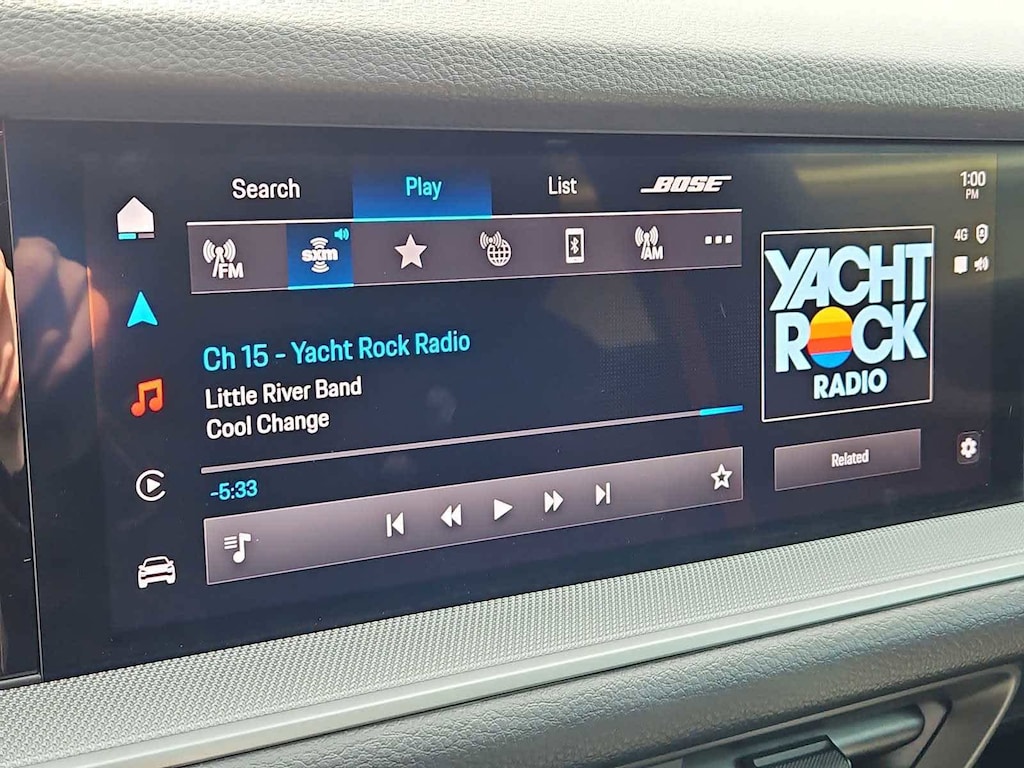 Search
Play
List
BOSE
1:00
PM
FM
sxm
AM
4G
Ch 15 - Yacht Rock Radio
Little River Band
Cool Change
-5:33
YACHT
ROCK
RADIO
Related